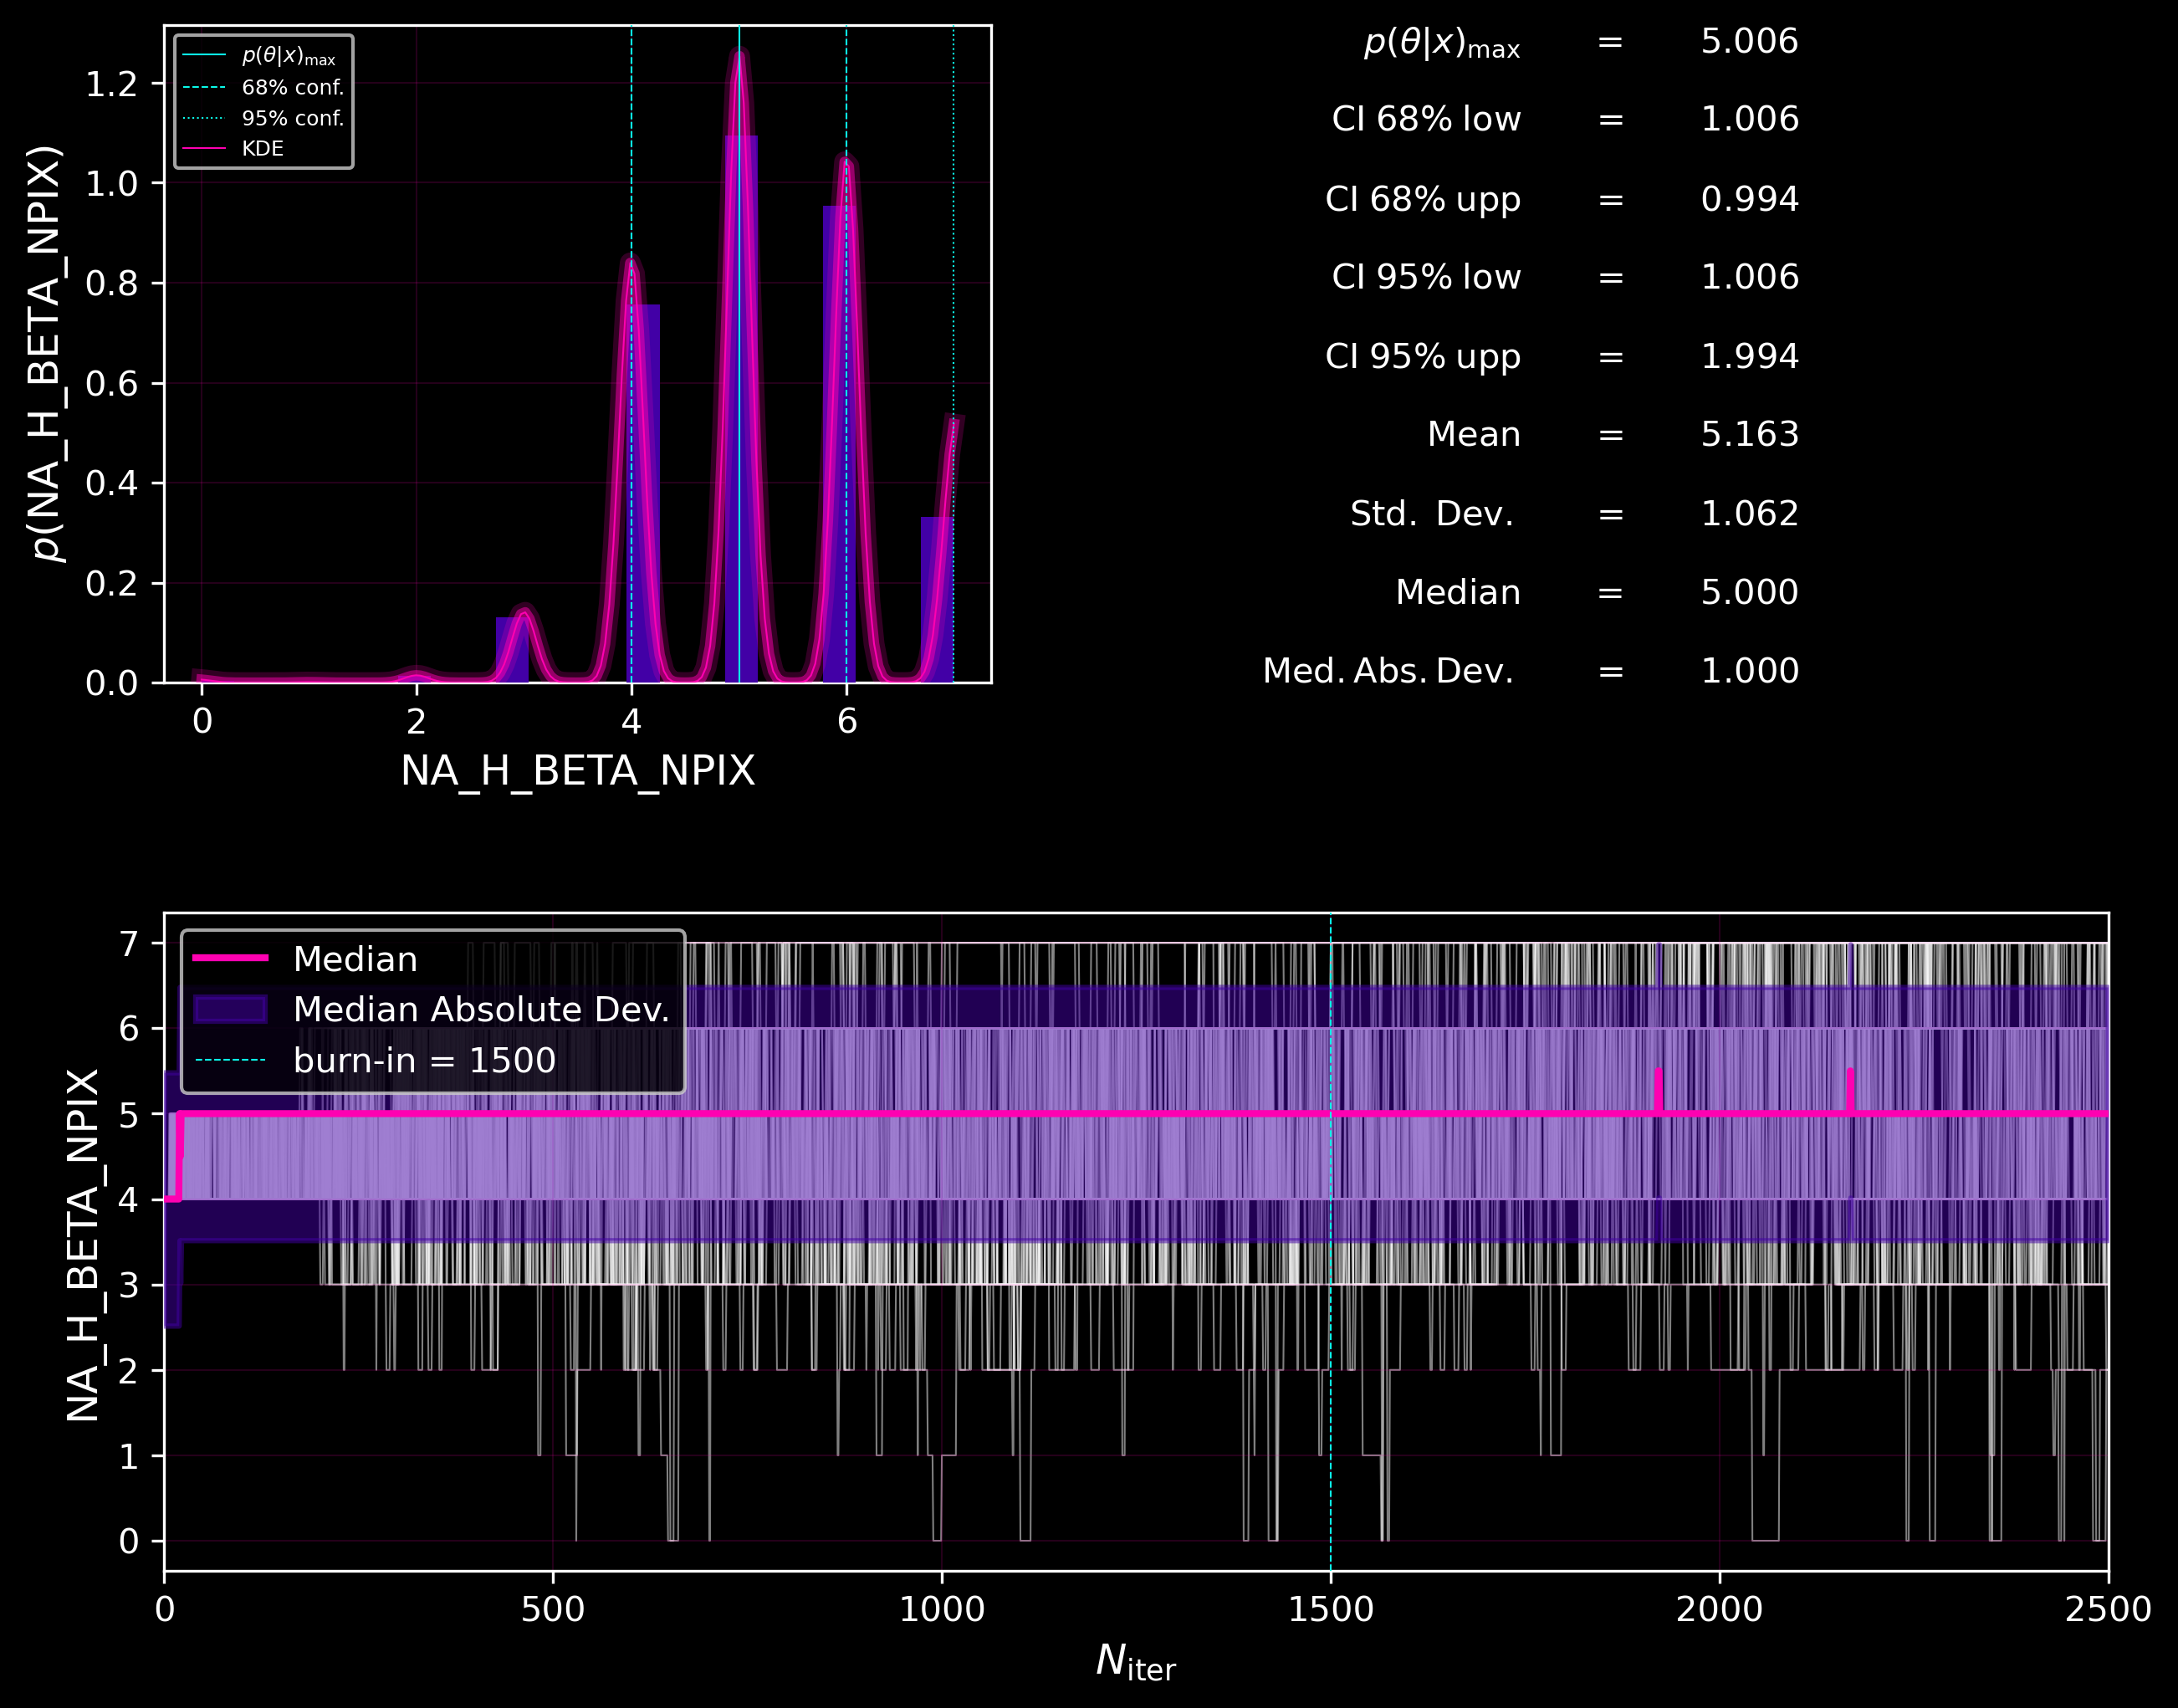 p(θ|x)max
68% conf.
95% conf.
KDE
1.2
1.0
0.8
0.6
0.4
0.2
0.0
p(NA_H_BETA_NPIX)
0 2 4 6
NA_H_BETA_NPIX
p(θ|x)max = 5.006
CI 68% low = 1.006
CI 68% upp = 0.994
CI 95% low = 1.006
CI 95% upp = 1.994
Mean = 5.163
Std. Dev. = 1.062
Median = 5.000
Med. Abs. Dev. = 1.000
Median
Median Absolute Dev.
burn-in = 1500
7
6
5
4
3
2
1
0
NA_H_BETA_NPIX
0 500 1000 1500 2000 2500
Niter